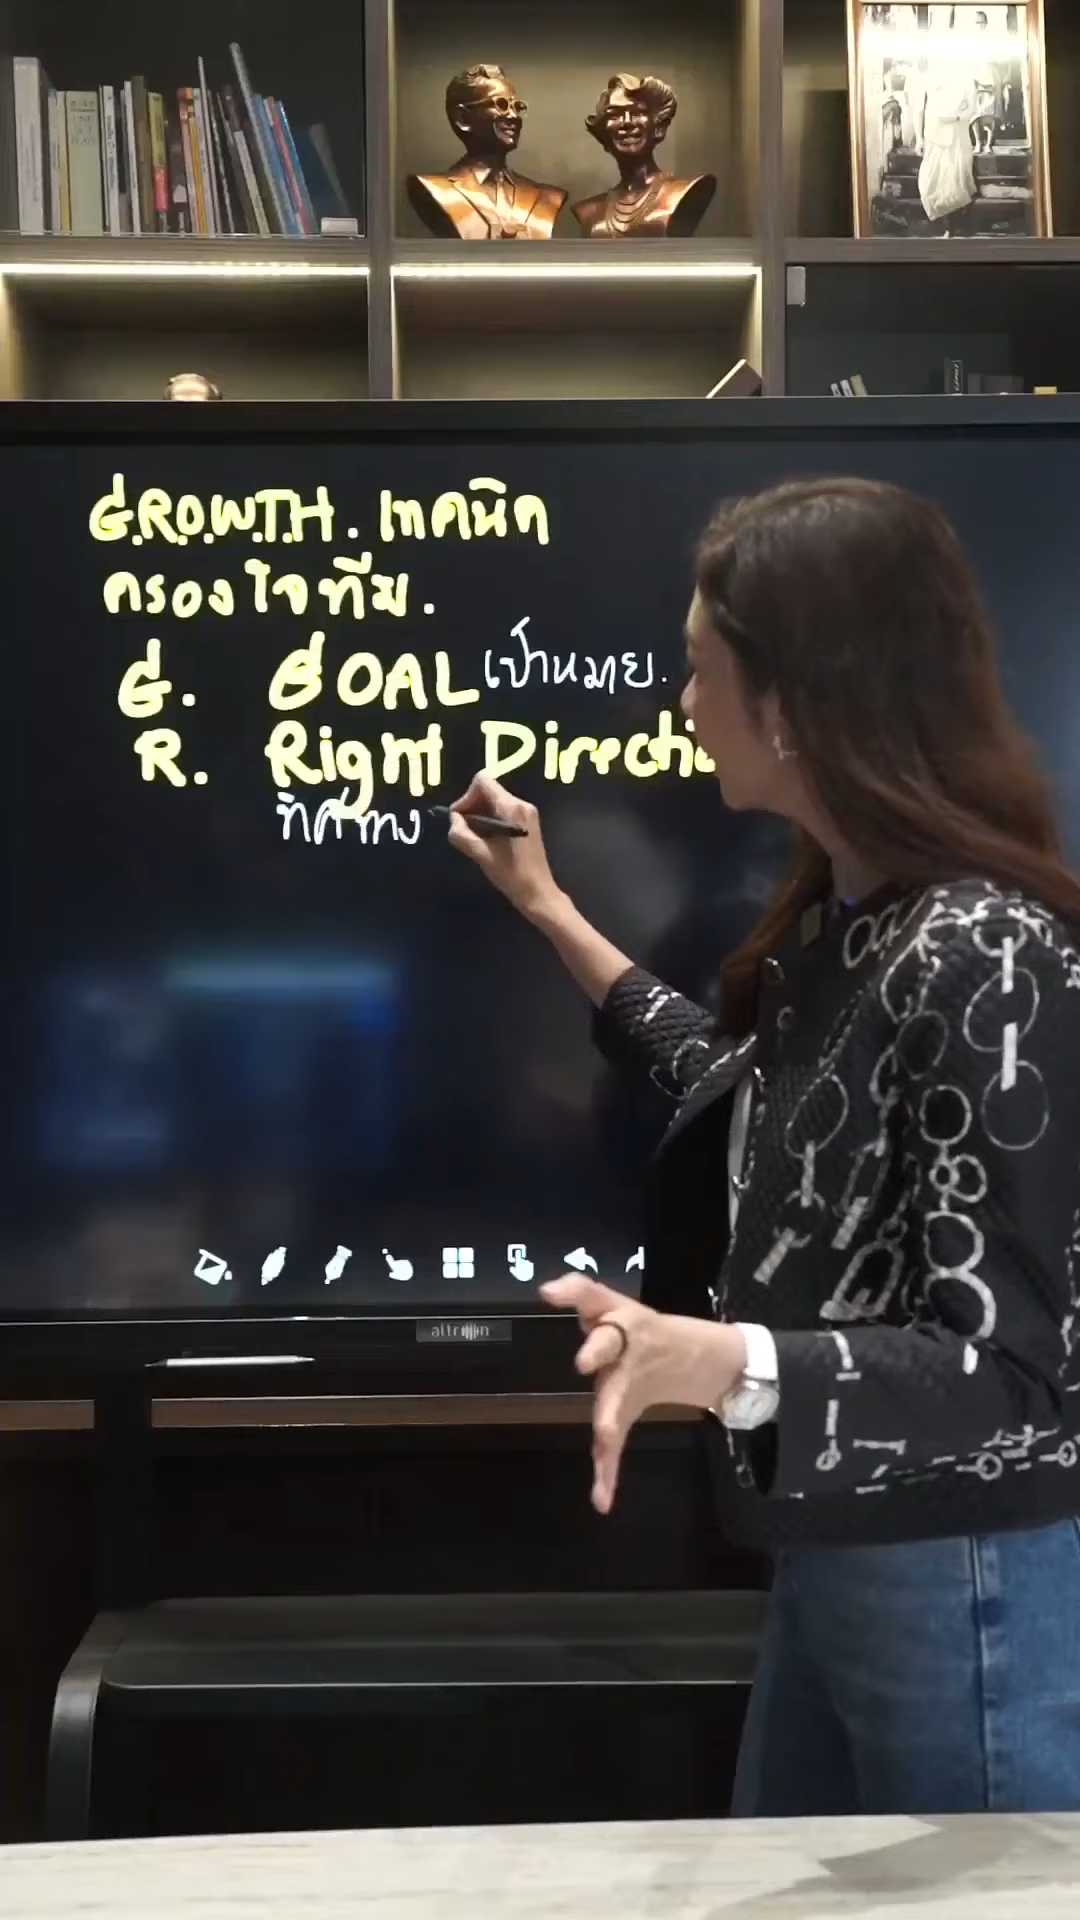 G.R.O.W.T.H. เทคนิค
ครองใจทีม.
G. GOAL เป้าหมาย.
R. Right Directio
ทิศทาง
altron